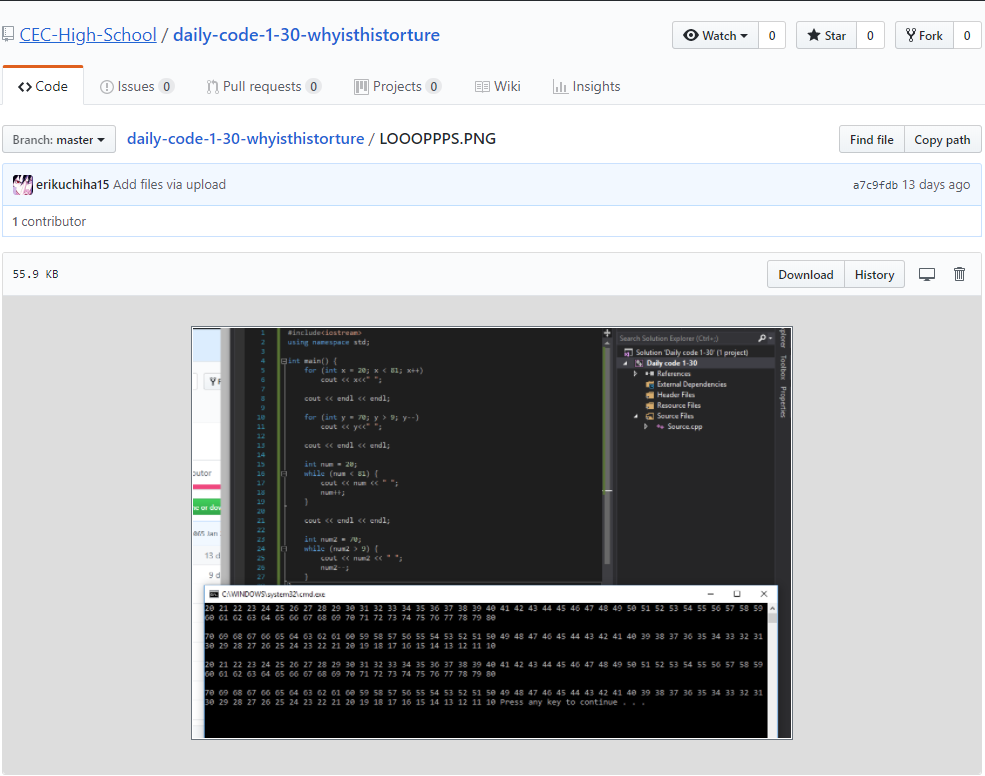 CEC-High-School / daily-code-1-30-whyisthistorture
Watch 0 Star 0 Fork 0
Code Issues 0 Pull requests 0 Projects 0 Wiki Insights
Branch: master daily-code-1-30-whyisthistorture / LOOOPPPS.PNG Find file Copy path
erikuchiha15 Add files via upload a7c9fdb 13 days ago
1 contributor
55.9 KB Download History
1 #include<iostream>
2 using namespace std;
3
4 int main() {
5 for (int x = 20; x < 81; x++)
6 cout << x<<" ";
7
8 cout << endl << endl;
9
10 for (int y = 70; y > 9; y--)
11 cout << y<<" ";
12
13 cout << endl << endl;
14
15 int num = 20;
16 while (num < 81) {
17 cout << num << " ";
18 num++;
19 }
20
21 cout << endl << endl;
22
23 int num2 = 70;
24 while (num2 > 9) {
25 cout << num2 << " ";
26 num2--;
27 }
Search Solution Explorer (Ctrl+;)
Solution 'Daily code 1-30' (1 project)
Daily code 1-30
References
External Dependencies
Header Files
Resource Files
Source Files
Source.cpp
Toolbox
Properties
C:\WINDOWS\system32\cmd.exe
20 21 22 23 24 25 26 27 28 29 30 31 32 33 34 35 36 37 38 39 40 41 42 43 44 45 46 47 48 49 50 51 52 53 54 55 56 57 58 59
60 61 62 63 64 65 66 67 68 69 70 71 72 73 74 75 76 77 78 79 80
70 69 68 67 66 65 64 63 62 61 60 59 58 57 56 55 54 53 52 51 50 49 48 47 46 45 44 43 42 41 40 39 38 37 36 35 34 33 32 31
30 29 28 27 26 25 24 23 22 21 20 19 18 17 16 15 14 13 12 11 10
20 21 22 23 24 25 26 27 28 29 30 31 32 33 34 35 36 37 38 39 40 41 42 43 44 45 46 47 48 49 50 51 52 53 54 55 56 57 58 59
60 61 62 63 64 65 66 67 68 69 70 71 72 73 74 75 76 77 78 79 80
70 69 68 67 66 65 64 63 62 61 60 59 58 57 56 55 54 53 52 51 50 49 48 47 46 45 44 43 42 41 40 39 38 37 36 35 34 33 32 31
30 29 28 27 26 25 24 23 22 21 20 19 18 17 16 15 14 13 12 11 10 Press any key to continue . . .